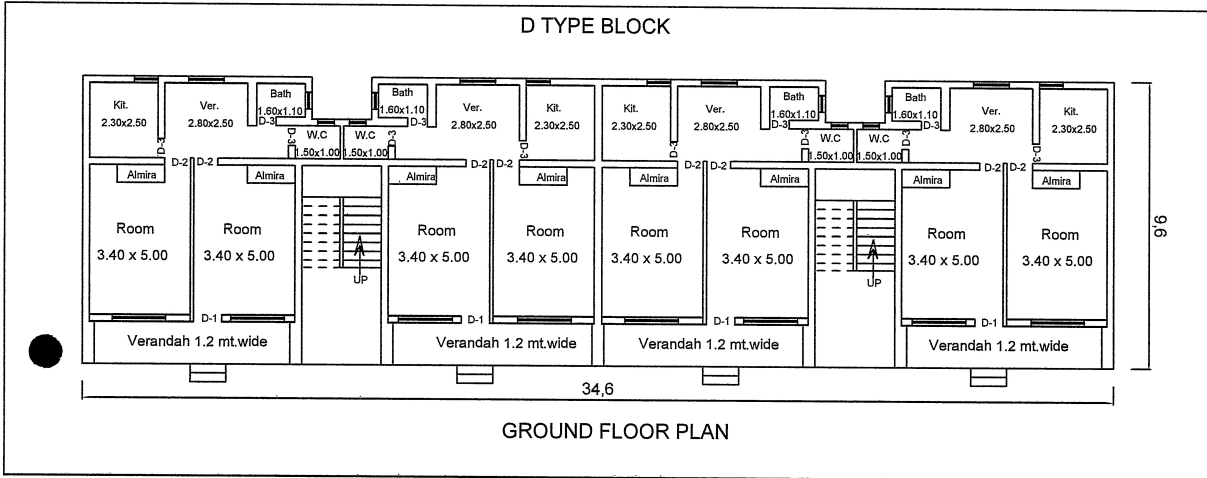 D TYPE BLOCK
Kit.
2.30x2.50
Ver.
2.80x2.50
Bath
1.60x1.10
D-3
D-3
D-3
W.C
1.50x1.00
W.C
1.50x1.00
D-3
Bath
1.60x1.10
D-3
Ver.
2.80x2.50
Kit.
2.30x2.50
D-3
Kit.
2.30x2.50
D-3
Ver.
2.80x2.50
Bath
1.60x1.10
D-3
D-3
W.C
1.50x1.00
W.C
1.50x1.00
D-3
Bath
1.60x1.10
D-3
Ver.
2.80x2.50
Kit.
2.30x2.50
D-3
D-2
D-2
D-2
D-2
D-2
D-2
D-2
D-2
Almira
Almira
Almira
Almira
Almira
Almira
Almira
Almira
Room
3.40 x 5.00
Room
3.40 x 5.00
UP
Room
3.40 x 5.00
Room
3.40 x 5.00
Room
3.40 x 5.00
Room
3.40 x 5.00
UP
Room
3.40 x 5.00
Room
3.40 x 5.00
9,6
D-1
D-1
D-1
D-1
Verandah 1.2 mt.wide
Verandah 1.2 mt.wide
Verandah 1.2 mt.wide
Verandah 1.2 mt.wide
34,6
GROUND FLOOR PLAN